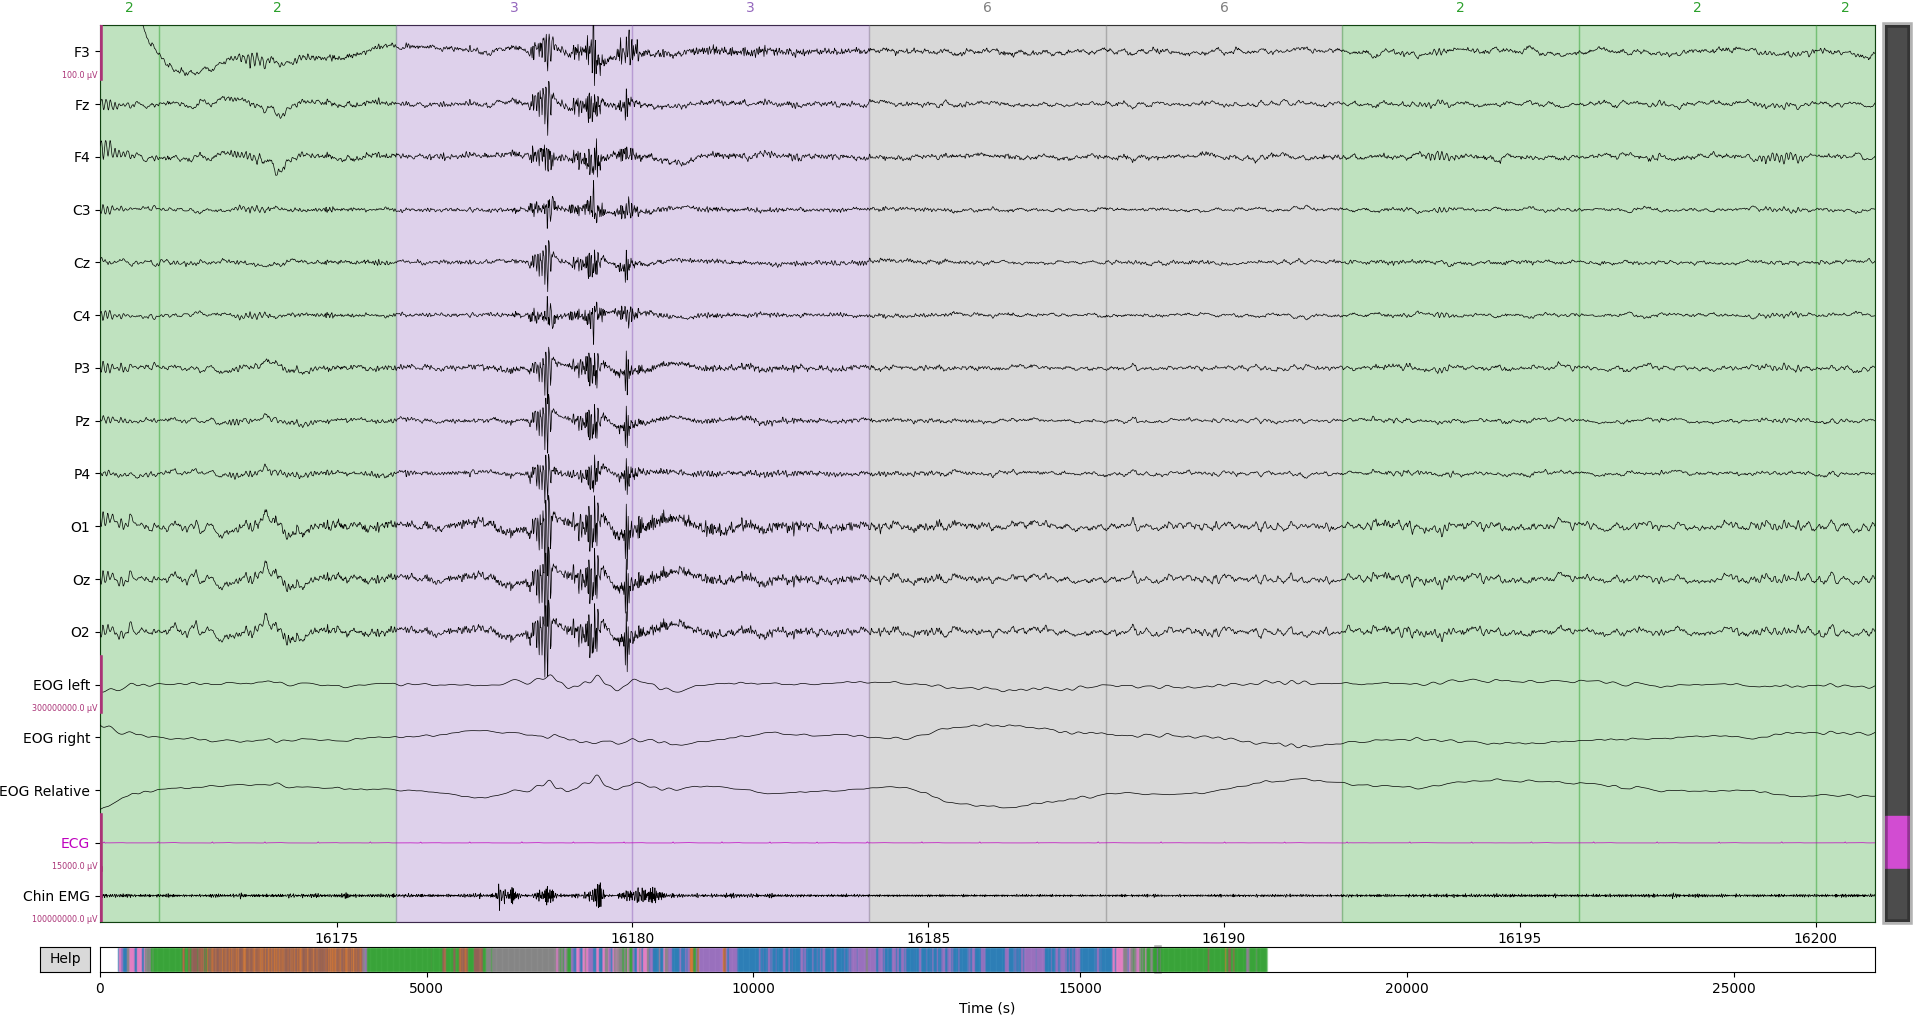 2 2 3 3 6 6 2 2 2
F3
100.0 µV
Fz
F4
C3
Cz
C4
P3
Pz
P4
O1
Oz
O2
EOG left
300000000.0 µV
EOG right
EOG Relative
ECG
15000.0 µV
Chin EMG
100000000.0 µV
16175 16180 16185 16190 16195 16200
Help
0 5000 10000 15000 20000 25000
Time (s)